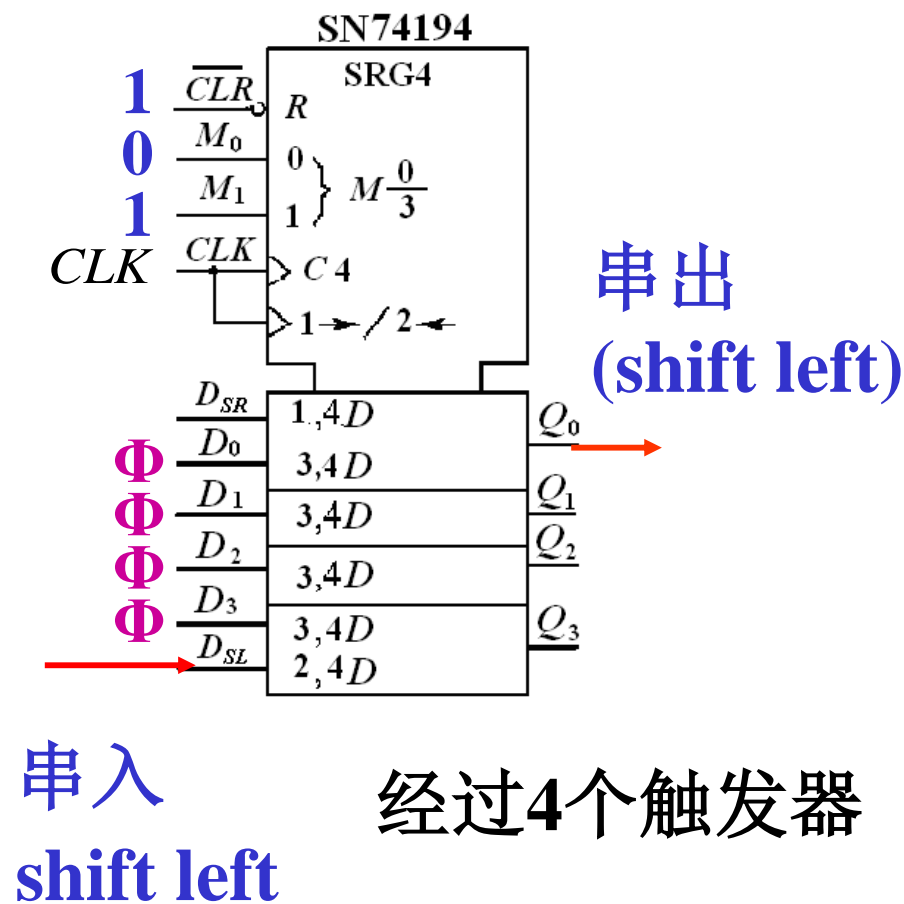 SN74194
SRG4
1 CLR R
0 M0 0
M 0/3
1 M1 1
CLK CLK C4
1→/2←
串出
(shift left)
DSR 1,4D Q0
Φ D0 3,4D
Φ D1 3,4D Q1
Φ D2 3,4D Q2
Φ D3 3,4D Q3
DSL 2,4D
串入
shift left
经过4个触发器